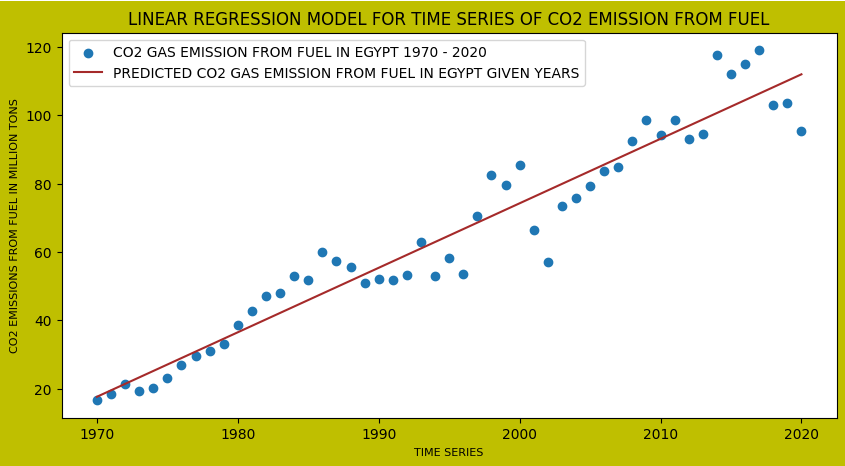 LINEAR REGRESSION MODEL FOR TIME SERIES OF CO2 EMISSION FROM FUEL
CO2 GAS EMISSION FROM FUEL IN EGYPT 1970 - 2020
PREDICTED CO2 GAS EMISSION FROM FUEL IN EGYPT GIVEN YEARS
CO2 EMISSIONS FROM FUEL IN MILLION TONS
120
100
80
60
40
20
1970 1980 1990 2000 2010 2020
TIME SERIES